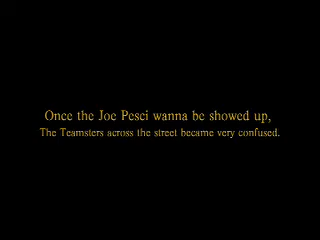 Once the Joe Pesci wanna be showed up,
The Teamsters across the street became very confused.